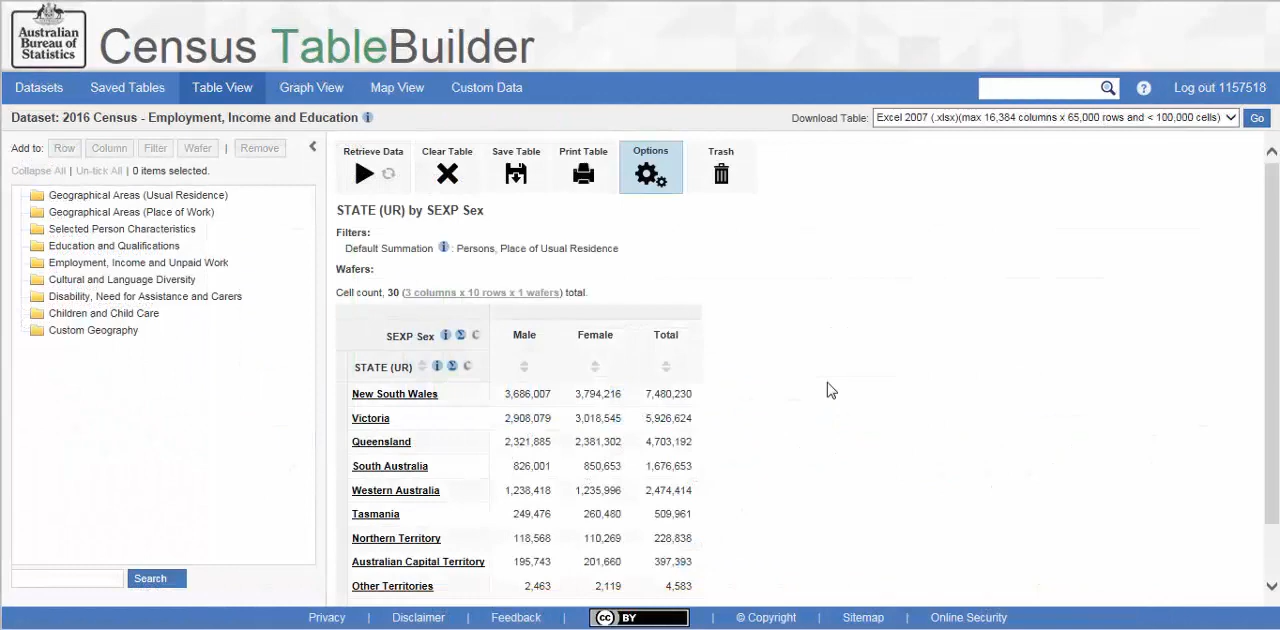 Australian
Bureau of
Statistics
Census TableBuilder
Datasets Saved Tables Table View Graph View Map View Custom Data ? Log out 1157518
Dataset: 2016 Census - Employment, Income and Education i Download Table: Excel 2007 (.xlsx)(max 16,384 columns x 65,000 rows and < 100,000 cells) Go
Add to: Row Column Filter Wafer | Remove
Collapse All | Un-tick All | 0 items selected.
Geographical Areas (Usual Residence)
Geographical Areas (Place of Work)
Selected Person Characteristics
Education and Qualifications
Employment, Income and Unpaid Work
Cultural and Language Diversity
Disability, Need for Assistance and Carers
Children and Child Care
Custom Geography
Search
Retrieve Data Clear Table Save Table Print Table Options Trash
STATE (UR) by SEXP Sex
Filters:
Default Summation i : Persons, Place of Usual Residence
Wafers:
Cell count, 30 (3 columns x 10 rows x 1 wafers) total.
SEXP Sex i Σ C Male Female Total
STATE (UR) i Σ C
New South Wales 3,686,007 3,794,216 7,480,230
Victoria 2,908,079 3,018,545 5,926,624
Queensland 2,321,885 2,381,302 4,703,192
South Australia 826,001 850,653 1,676,653
Western Australia 1,238,418 1,235,996 2,474,414
Tasmania 249,476 260,480 509,961
Northern Territory 118,568 110,269 228,838
Australian Capital Territory 195,743 201,660 397,393
Other Territories 2,463 2,119 4,583
Privacy | Disclaimer | Feedback | cc BY | © Copyright | Sitemap | Online Security